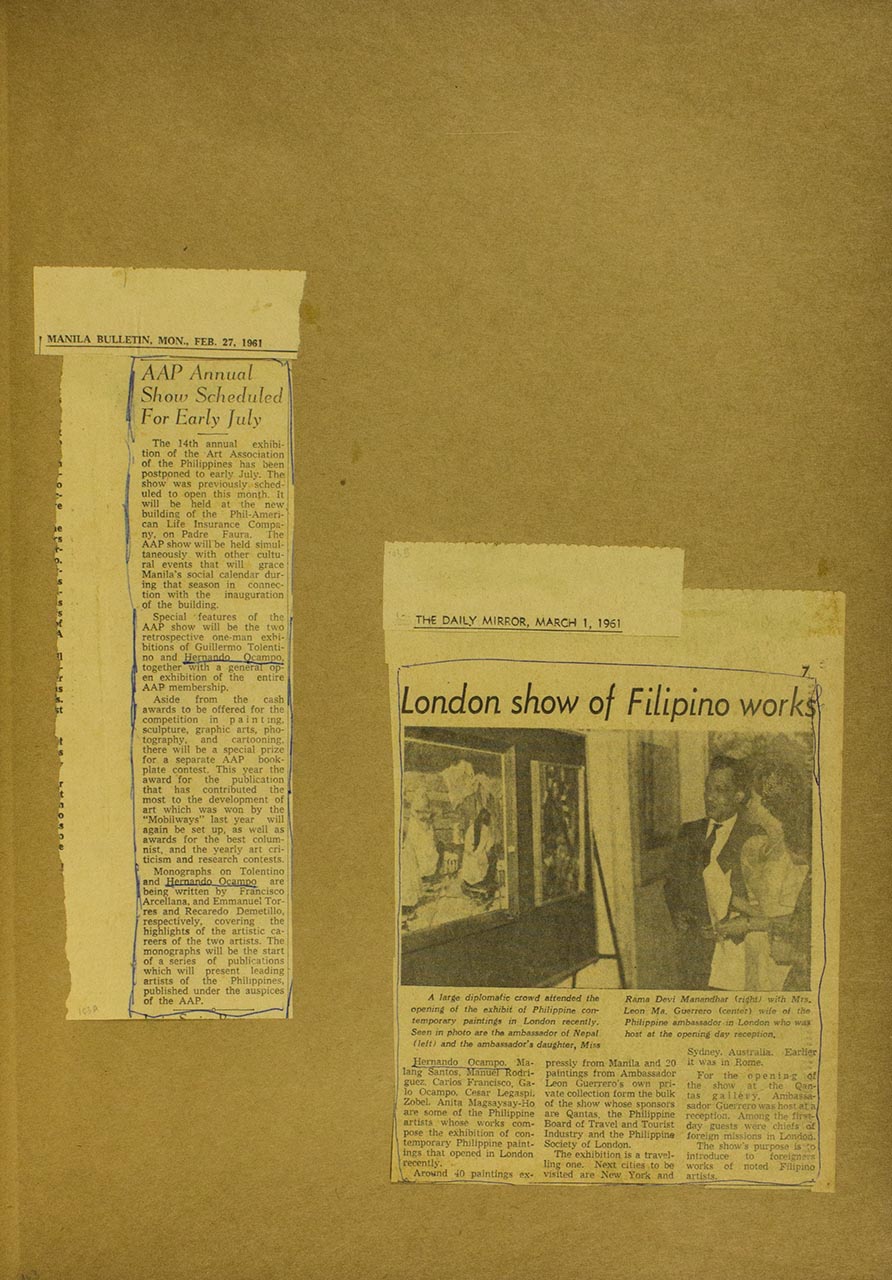 MANILA BULLETIN, MON., FEB. 27, 1961
AAP Annual
Show Scheduled
For Early July
The 14th annual exhibi-
tion of the Art Association
of the Philippines has been
postponed to early July. The
show was previously sched-
uled to open this month. It
will be held at the new
building of the Phil-Ameri-
can Life Insurance Compa-
ny, on Padre Faura. The
AAP show will be held simul-
taneously with other cultu-
ral events that will grace
Manila's social calendar dur-
ing that season in connec-
tion with the inauguration
of the building.
Special features of the
AAP show will be the two
retrospective one-man exhi-
bitions of Guillermo Tolenti-
no and Hernando Ocampo,
together with a general op-
en exhibition of the entire
AAP membership.
Aside from the cash
awards to be offered for the
competition in painting,
sculpture, graphic arts, pho-
tography, and cartooning,
there will be a special prize
for a separate AAP book-
plate contest. This year the
award for the publication
that has contributed the
most to the development of
art which was won by the
"Mobilways" last year will
again be set up, as well as
awards for the best colum-
nist, and the yearly art cri-
ticism and research contests.
Monographs on Tolentino
and Hernando Ocampo are
being written by Francisco
Arcellana, and Emmanuel Tor-
res and Recaredo Demetillo,
respectively, covering the
highlights of the artistic ca-
reers of the two artists. The
monographs will be the start
of a series of publications
which will present leading
artists of the Philippines,
published under the auspices
of the AAP.
THE DAILY MIRROR, MARCH 1, 1961
7
London show of Filipino works
A large diplomatic crowd attended the
opening of the exhibit of Philippine con-
temporary paintings in London recently.
Seen in photo are the ambassador of Nepal
(left) and the ambassador's daughter, Miss
Rama Devi Manandhar (right) with Mrs.
Leon Ma. Guerrero (center) wife of the
Philippine ambassador in London who was
host at the opening day reception.
Hernando Ocampo, Ma-
lang Santos, Manuel Rodri-
guez, Carlos Francisco, Ga-
lo Ocampo, Cesar Legaspi,
Zobel, Anita Magsaysay-Ho
are some of the Philippine
artists whose works com-
pose the exhibition of con-
temporary Philippine paint-
ings that opened in London
recently.
Around 40 paintings ex-
pressly from Manila and 20
paintings from Ambassador
Leon Guerrero's own pri-
vate collection form the bulk
of the show whose sponsors
are Qantas, the Philippine
Board of Travel and Tourist
Industry and the Philippine
Society of London.
The exhibition is a travel-
ling one. Next cities to be
visited are New York and
Sydney, Australia. Earlier
it was in Rome.
For the opening of
the show at the Qan-
tas gallery, Ambassa-
dor Guerrero was host at a
reception. Among the first-
day guests were chiefs of
foreign missions in London.
The show's purpose is to
introduce to foreigners
works of noted Filipino
artists.